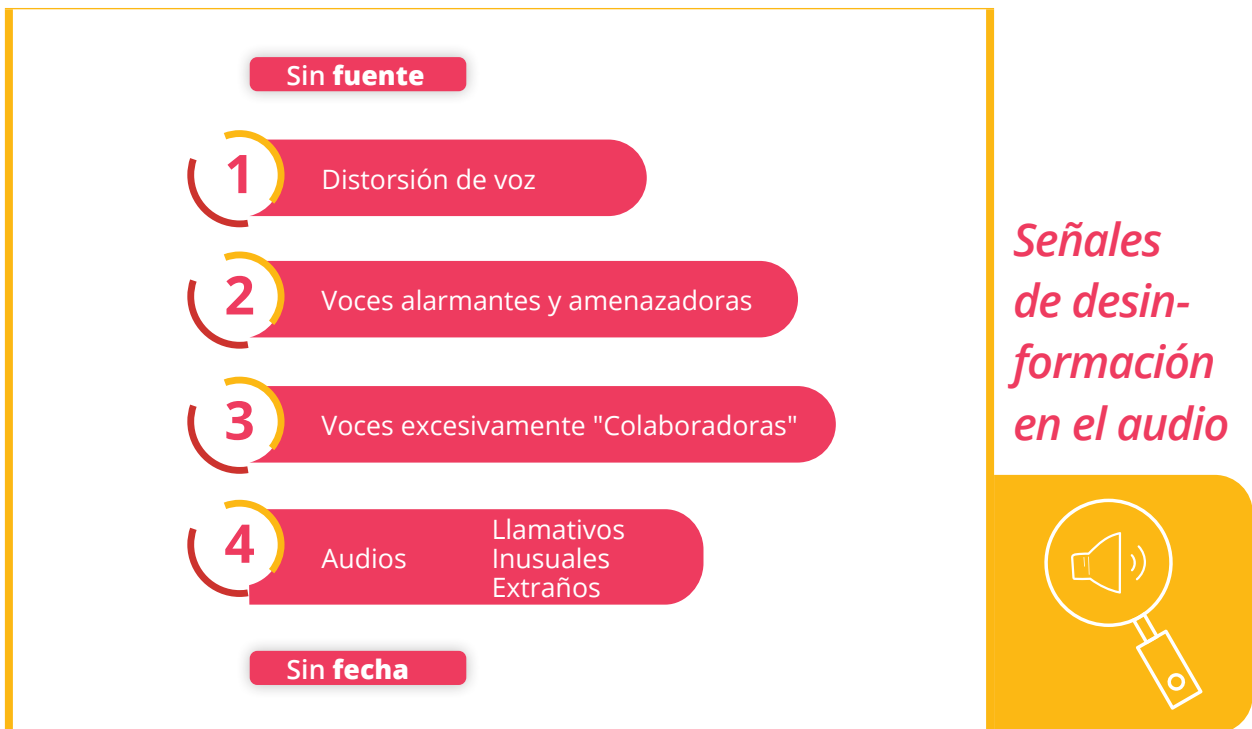 Sin fuente
1
Distorsión de voz
2
Voces alarmantes y amenazadoras
3
Voces excesivamente "Colaboradoras"
4
Audios
Llamativos
Inusuales
Extraños
Sin fecha
Señales
de desin-
formación
en el audio